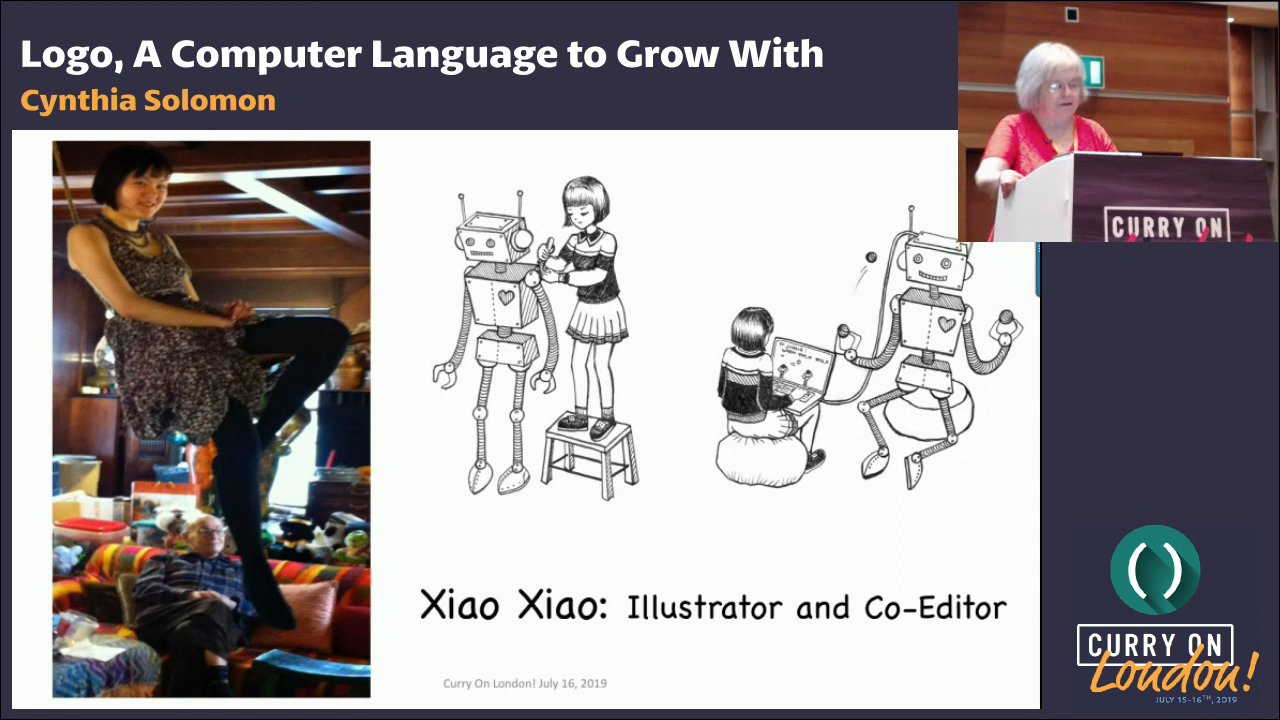 Logo, A Computer Language to Grow With
Cynthia Solomon
CURRY ON
Xiao Xiao: Illustrator and Co-Editor
Curry On London! July 16, 2019
CURRY ON
London!
JULY 15-16TH, 2019